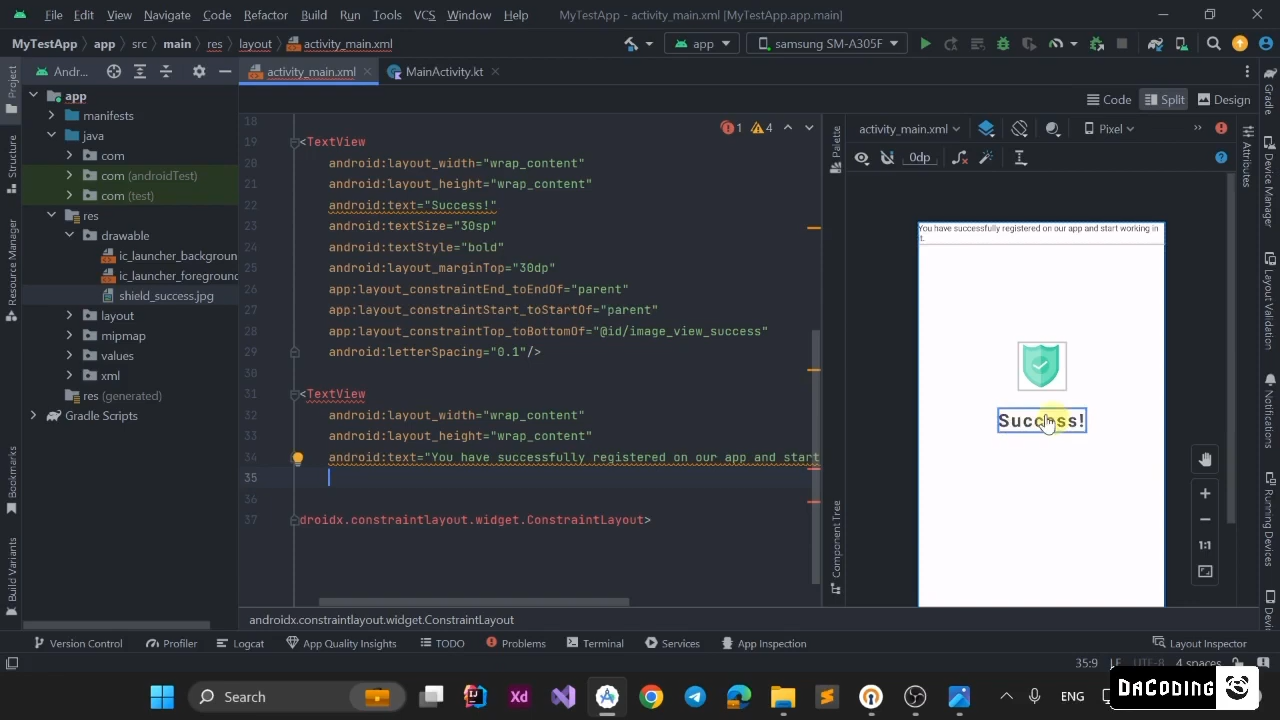 File Edit View Navigate Code Refactor Build Run Tools VCS Window Help MyTestApp - activity_main.xml [MyTestApp.app.main]
MyTestApp app src main res layout activity_main.xml app samsung SM-A305F
Andr... activity_main.xml MainActivity.kt
Code Split Design
app
manifests
java
com
com (androidTest)
com (test)
res
drawable
ic_launcher_backgroun
ic_launcher_foreground
shield_success.jpg
layout
mipmap
values
xml
res (generated)
Gradle Scripts
Project
Structure
Resource Manager
Bookmarks
Build Variants
1 4
18
19 <TextView
20 android:layout_width="wrap_content"
21 android:layout_height="wrap_content"
22 android:text="Success!"
23 android:textSize="30sp"
24 android:textStyle="bold"
25 android:layout_marginTop="30dp"
26 app:layout_constraintEnd_toEndOf="parent"
27 app:layout_constraintStart_toStartOf="parent"
28 app:layout_constraintTop_toBottomOf="@id/image_view_success"
29 android:letterSpacing="0.1"/>
30
31 <TextView
32 android:layout_width="wrap_content"
33 android:layout_height="wrap_content"
34 android:text="You have successfully registered on our app and start
35
36
37 droidx.constraintlayout.widget.ConstraintLayout>
androidx.constraintlayout.widget.ConstraintLayout
Palette
Component Tree
activity_main.xml Pixel
0dp
You have successfully registered on our app and start working in
it.
Success!
1:1
Attributes
Gradle
Device Manager
Layout Validation
Notifications
Running Devices
Version Control Profiler Logcat App Quality Insights TODO Problems Terminal Services App Inspection Layout Inspector
35:9 LF UTF-8 4 spaces
Search Xd ENG
DACODING